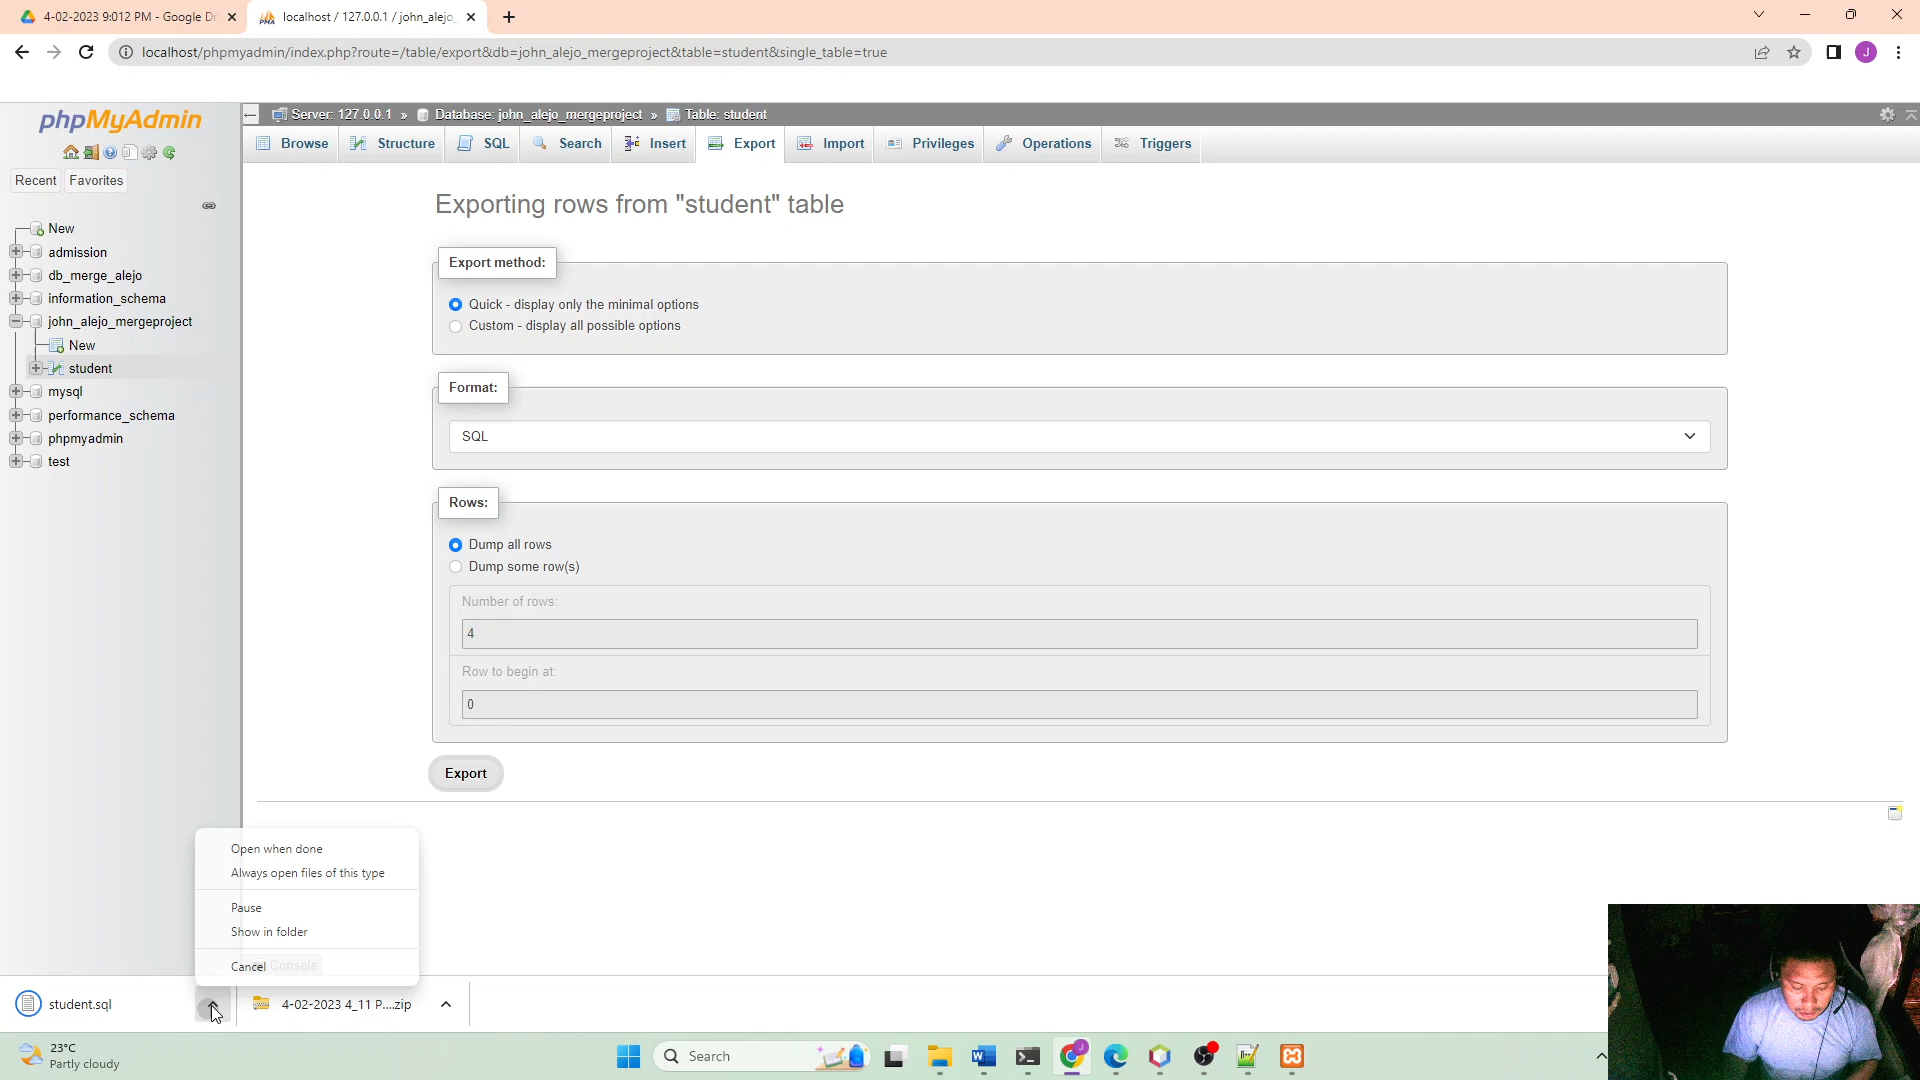 4-02-2023 9:012 PM - Google Dr
localhost / 127.0.0.1 / john_alejo_
localhost/phpmyadmin/index.php?route=/table/export&db=john_alejo_mergeproject&table=student&single_table=true
J
phpMyAdmin
Recent
Favorites
New
admission
db_merge_alejo
information_schema
john_alejo_mergeproject
New
student
mysql
performance_schema
phpmyadmin
test
Server: 127.0.0.1 » Database: john_alejo_mergeproject » Table: student
Browse
Structure
SQL
Search
Insert
Export
Import
Privileges
Operations
Triggers
Exporting rows from "student" table
Export method:
Quick - display only the minimal options
Custom - display all possible options
Format:
SQL
Rows:
Dump all rows
Dump some row(s)
Number of rows:
4
Row to begin at:
0
Export
Open when done
Always open files of this type
Pause
Show in folder
Cancel
Console
student.sql
4-02-2023 4_11 P....zip
23°C
Partly cloudy
Search